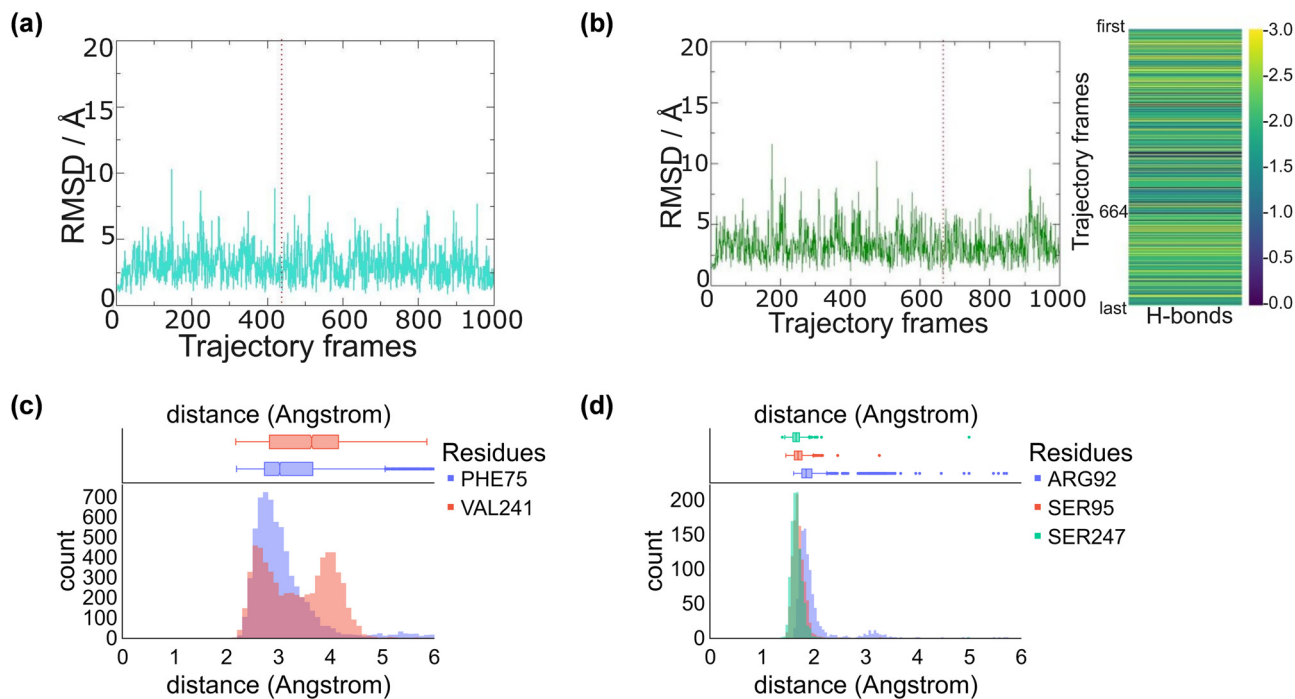 (a)
20
15
10
5
0
RMSD / Å
0 200 400 600 800 1000
Trajectory frames
(b)
20
15
10
5
0
RMSD / Å
0 200 400 600 800 1000
Trajectory frames
first
664
last
Trajectory frames
H-bonds
3.0
2.5
2.0
1.5
1.0
0.5
0.0
(c)
distance (Angstrom)
Residues
PHE75
VAL241
700
600
500
400
300
200
100
0
count
0 1 2 3 4 5 6
distance (Angstrom)
(d)
distance (Angstrom)
Residues
ARG92
SER95
SER247
200
150
100
50
0
count
0 1 2 3 4 5 6
distance (Angstrom)